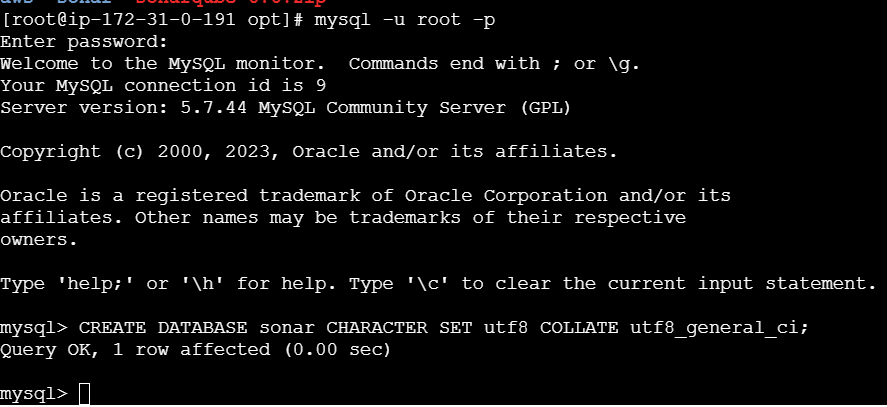 [root@ip-172-31-0-191 opt]# mysql -u root -p
Enter password:
Welcome to the MySQL monitor.  Commands end with ; or \g.
Your MySQL connection id is 9
Server version: 5.7.44 MySQL Community Server (GPL)
Copyright (c) 2000, 2023, Oracle and/or its affiliates.
Oracle is a registered trademark of Oracle Corporation and/or its
affiliates. Other names may be trademarks of their respective
owners.
Type 'help;' or '\h' for help. Type '\c' to clear the current input statement.
mysql> CREATE DATABASE sonar CHARACTER SET utf8 COLLATE utf8_general_ci;
Query OK, 1 row affected (0.00 sec)
mysql>